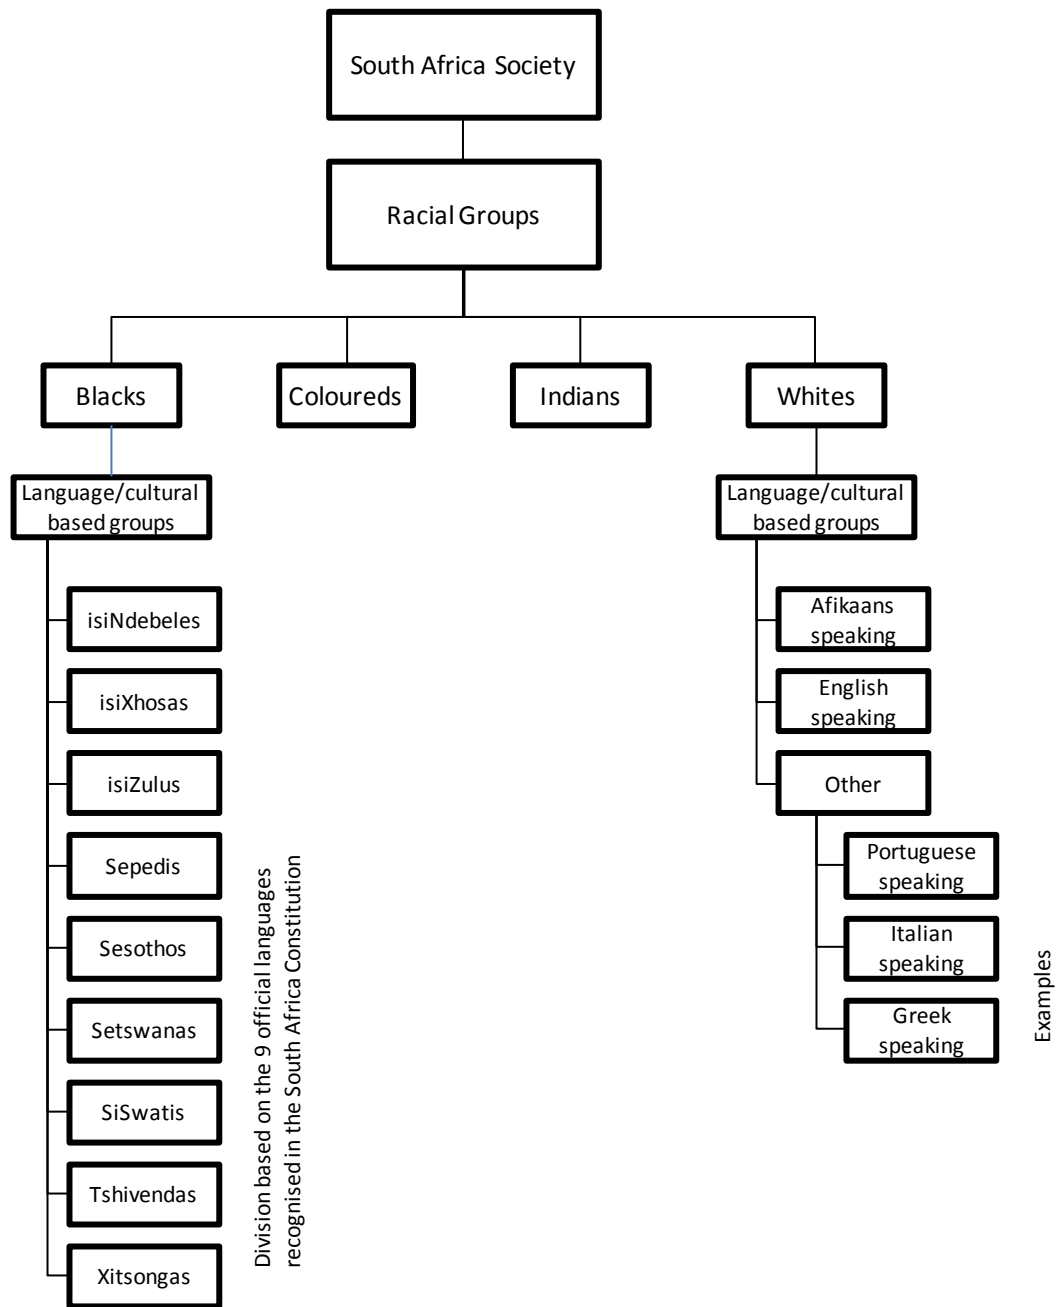 South Africa Society
Racial Groups
Blacks
Coloureds
Indians
Whites
Language/cultural
based groups
Language/cultural
based groups
isiNdebeles
isiXhosas
isiZulus
Sepedis
Sesothos
Setswanas
SiSwatis
Tshivendas
Xitsongas
Division based on the 9 official languages
recognised in the South Africa Constitution
Afikaans
speaking
English
speaking
Other
Portuguese
speaking
Italian
speaking
Greek
speaking
Examples